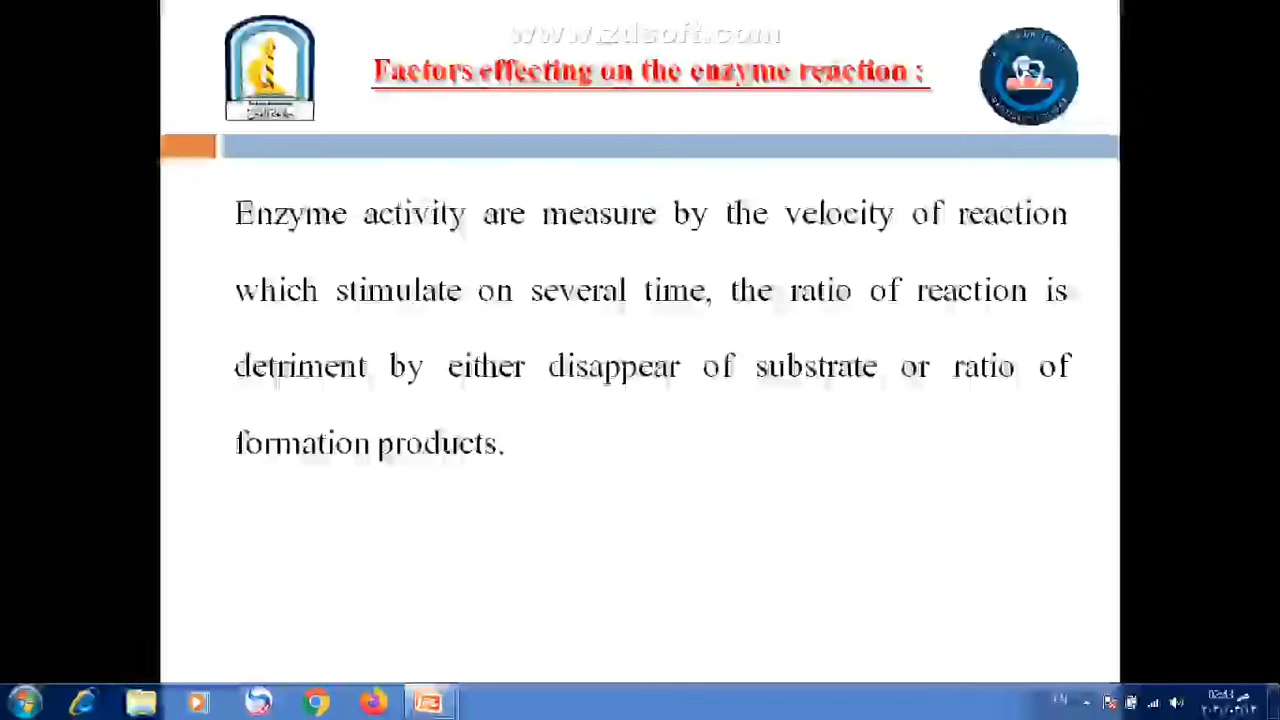 www.zdsoft.com
Factors effecting on the enzyme reaction :
Enzyme activity are measure by the velocity of reaction
which stimulate on several time, the ratio of reaction is
detriment by either disappear of substrate or ratio of
formation products.
EN